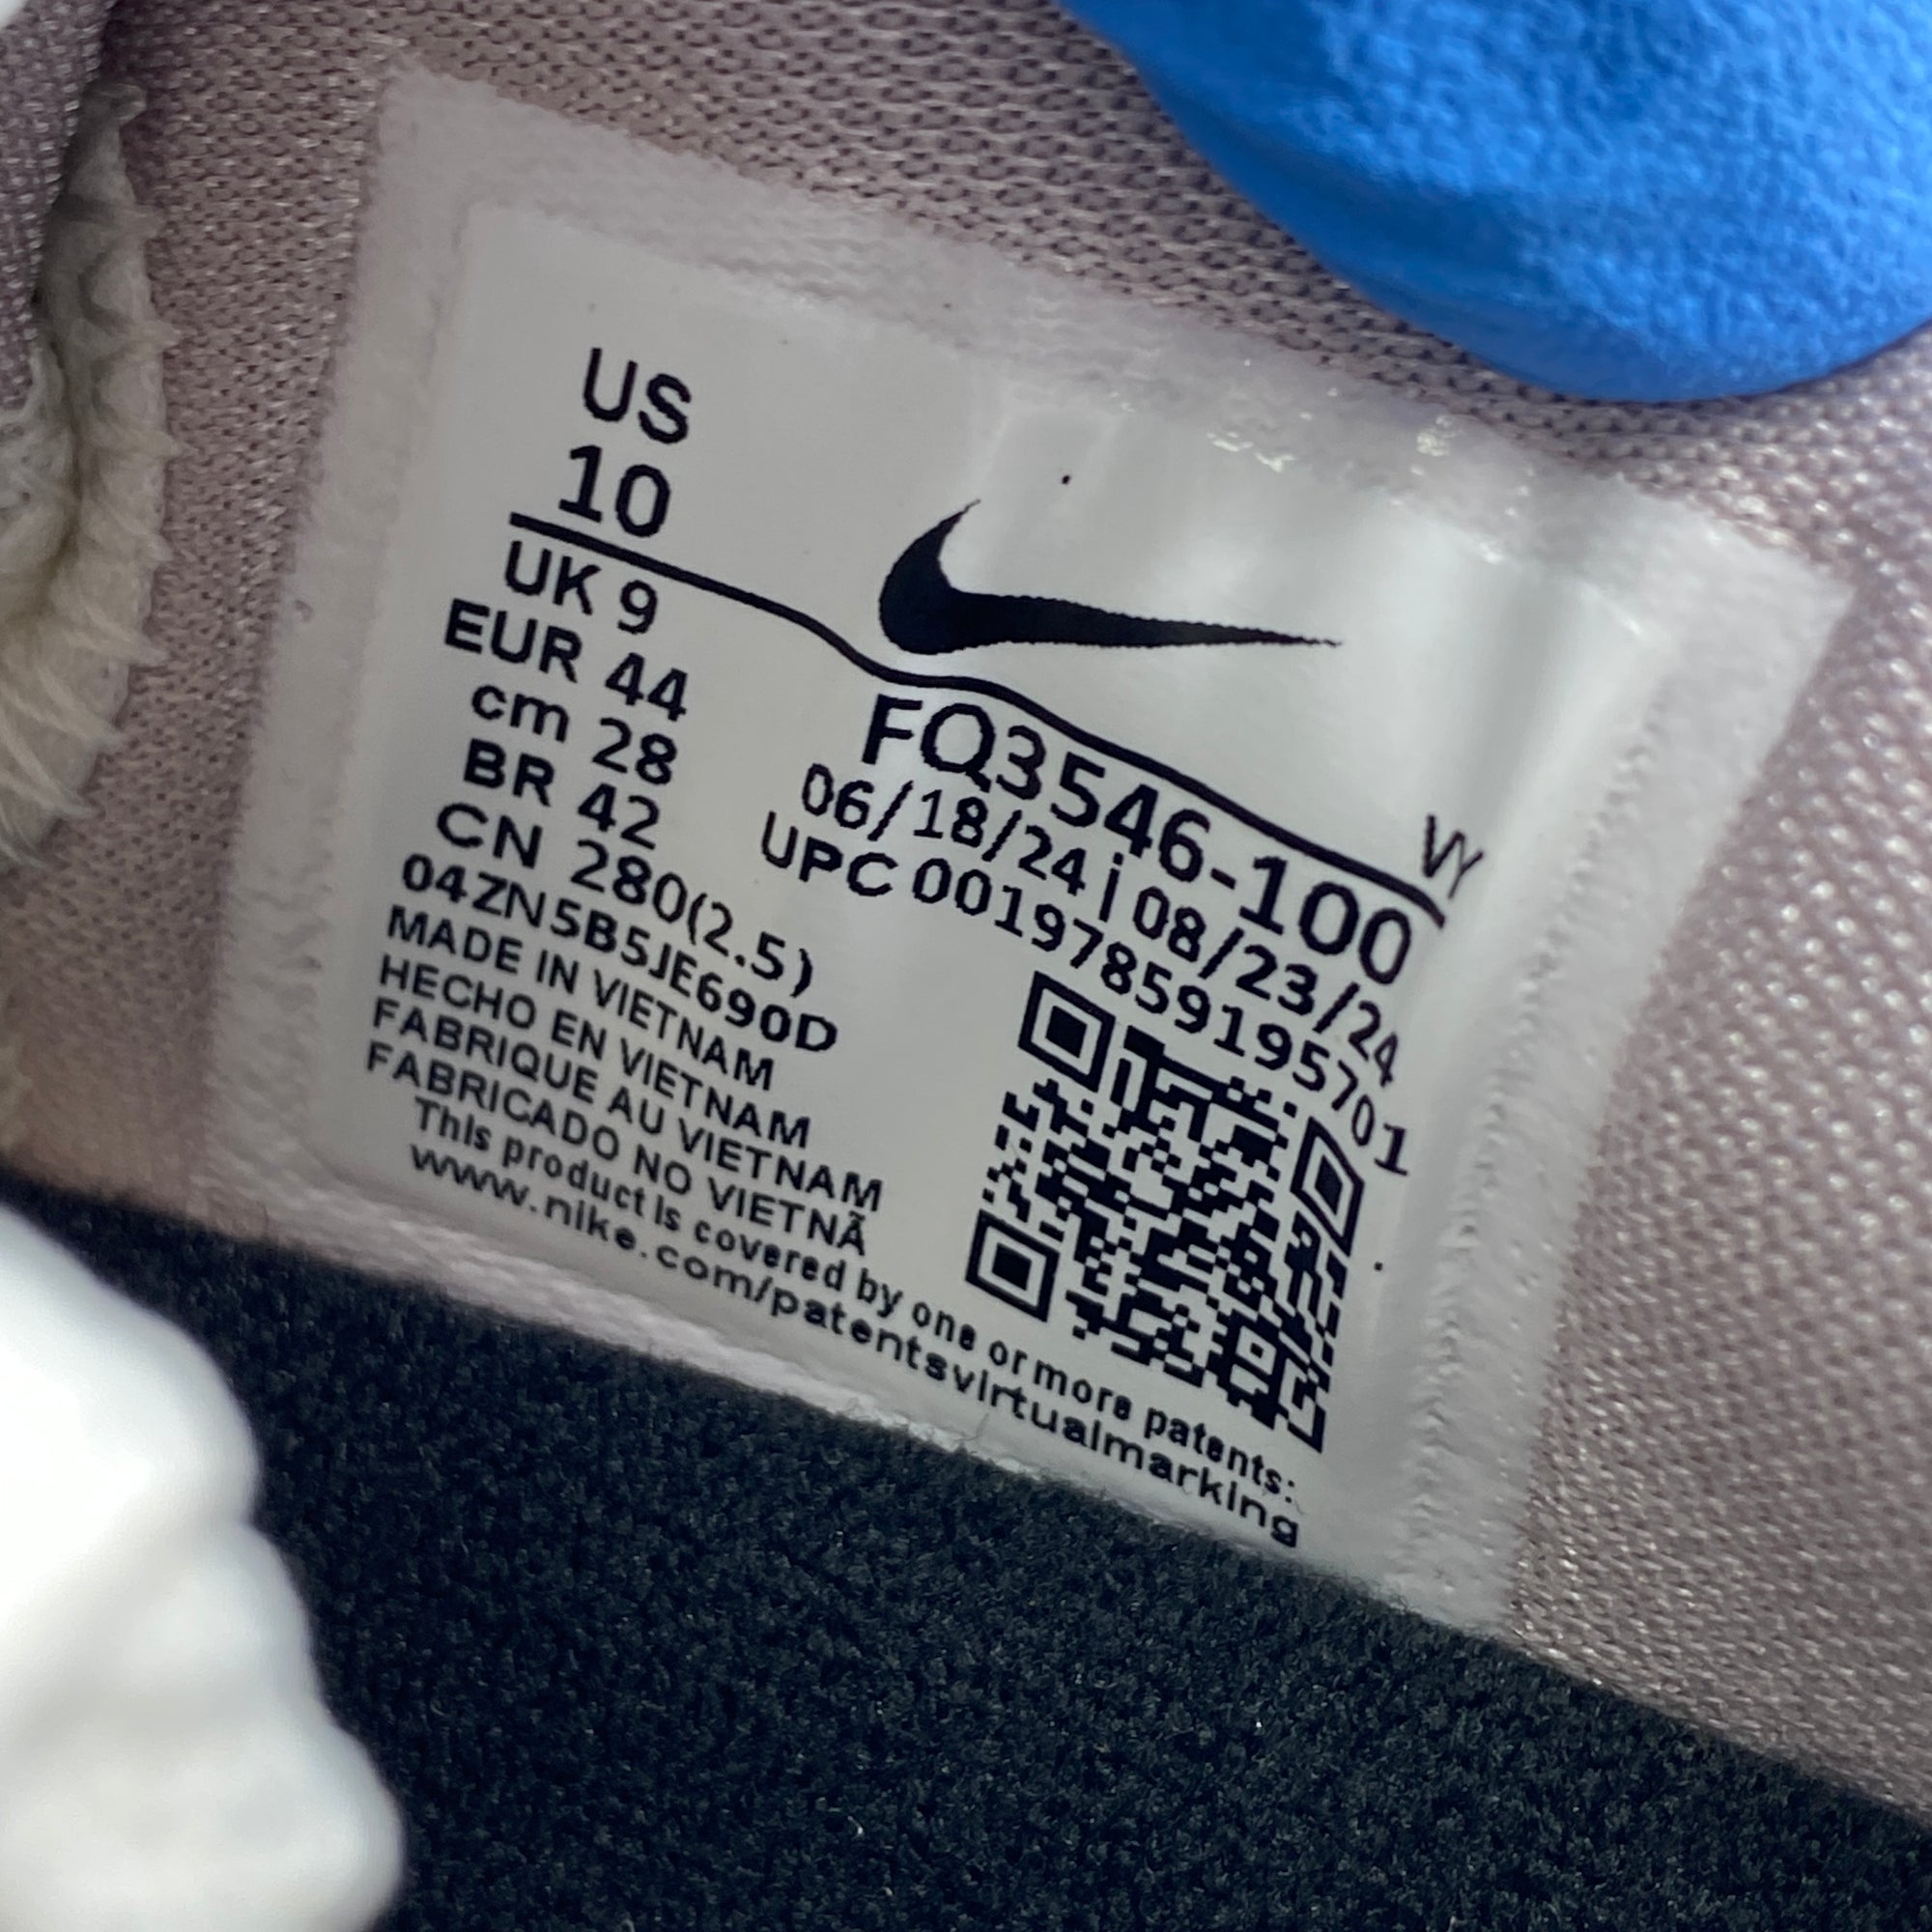 US
10
UK 9
EUR 44
cm 28
BR 42
CN 280(2.5)
04ZN5B5JE690D
MADE IN VIETNAM
HECHO EN VIETNAM
FABRIQUE AU VIETNAM
FABRICADO NO VIETNÃ
This product is covered by one or more patents:
www.nike.com/patentsvirtualmarking
VY
FQ3546-100
06/18/24 i 08/23/24
UPC 00197859195701